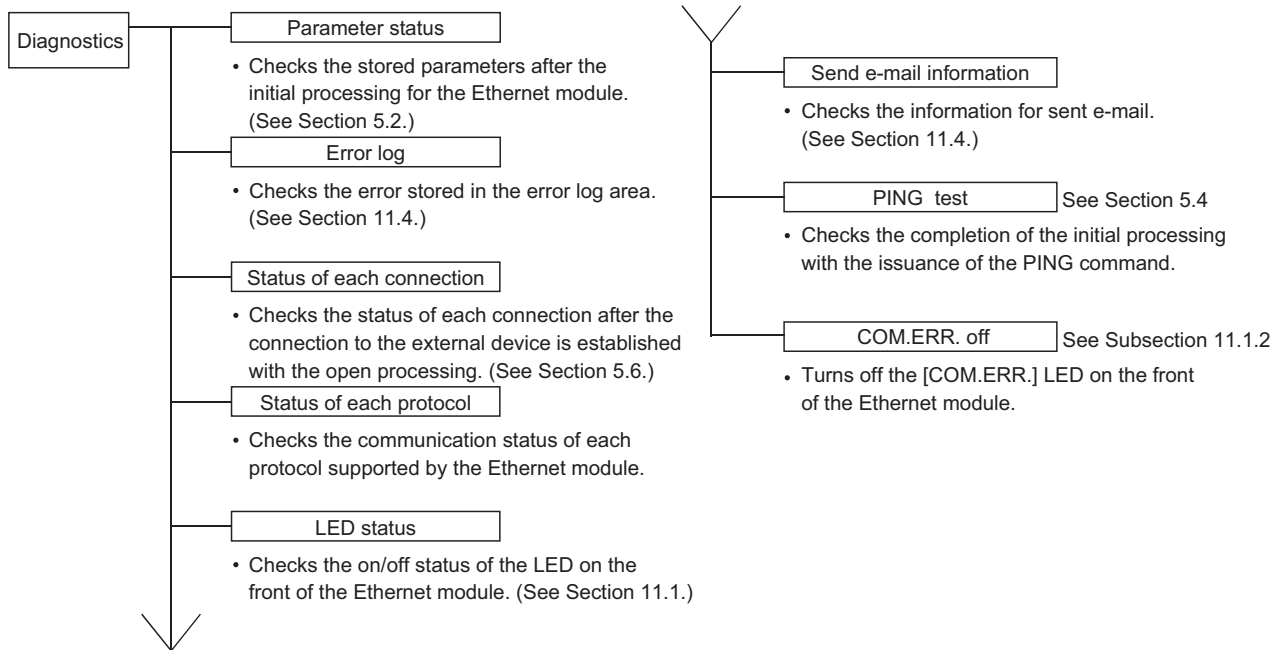 Diagnostics
Parameter status
• Checks the stored parameters after the
initial processing for the Ethernet module.
(See Section 5.2.)
Error log
• Checks the error stored in the error log area.
(See Section 11.4.)
Status of each connection
• Checks the status of each connection after the
connection to the external device is established
with the open processing. (See Section 5.6.)
Status of each protocol
• Checks the communication status of each
protocol supported by the Ethernet module.
LED status
• Checks the on/off status of the LED on the
front of the Ethernet module. (See Section 11.1.)
Send e-mail information
• Checks the information for sent e-mail.
(See Section 11.4.)
PING test See Section 5.4
• Checks the completion of the initial processing
with the issuance of the PING command.
COM.ERR. off See Subsection 11.1.2
• Turns off the [COM.ERR.] LED on the front
of the Ethernet module.